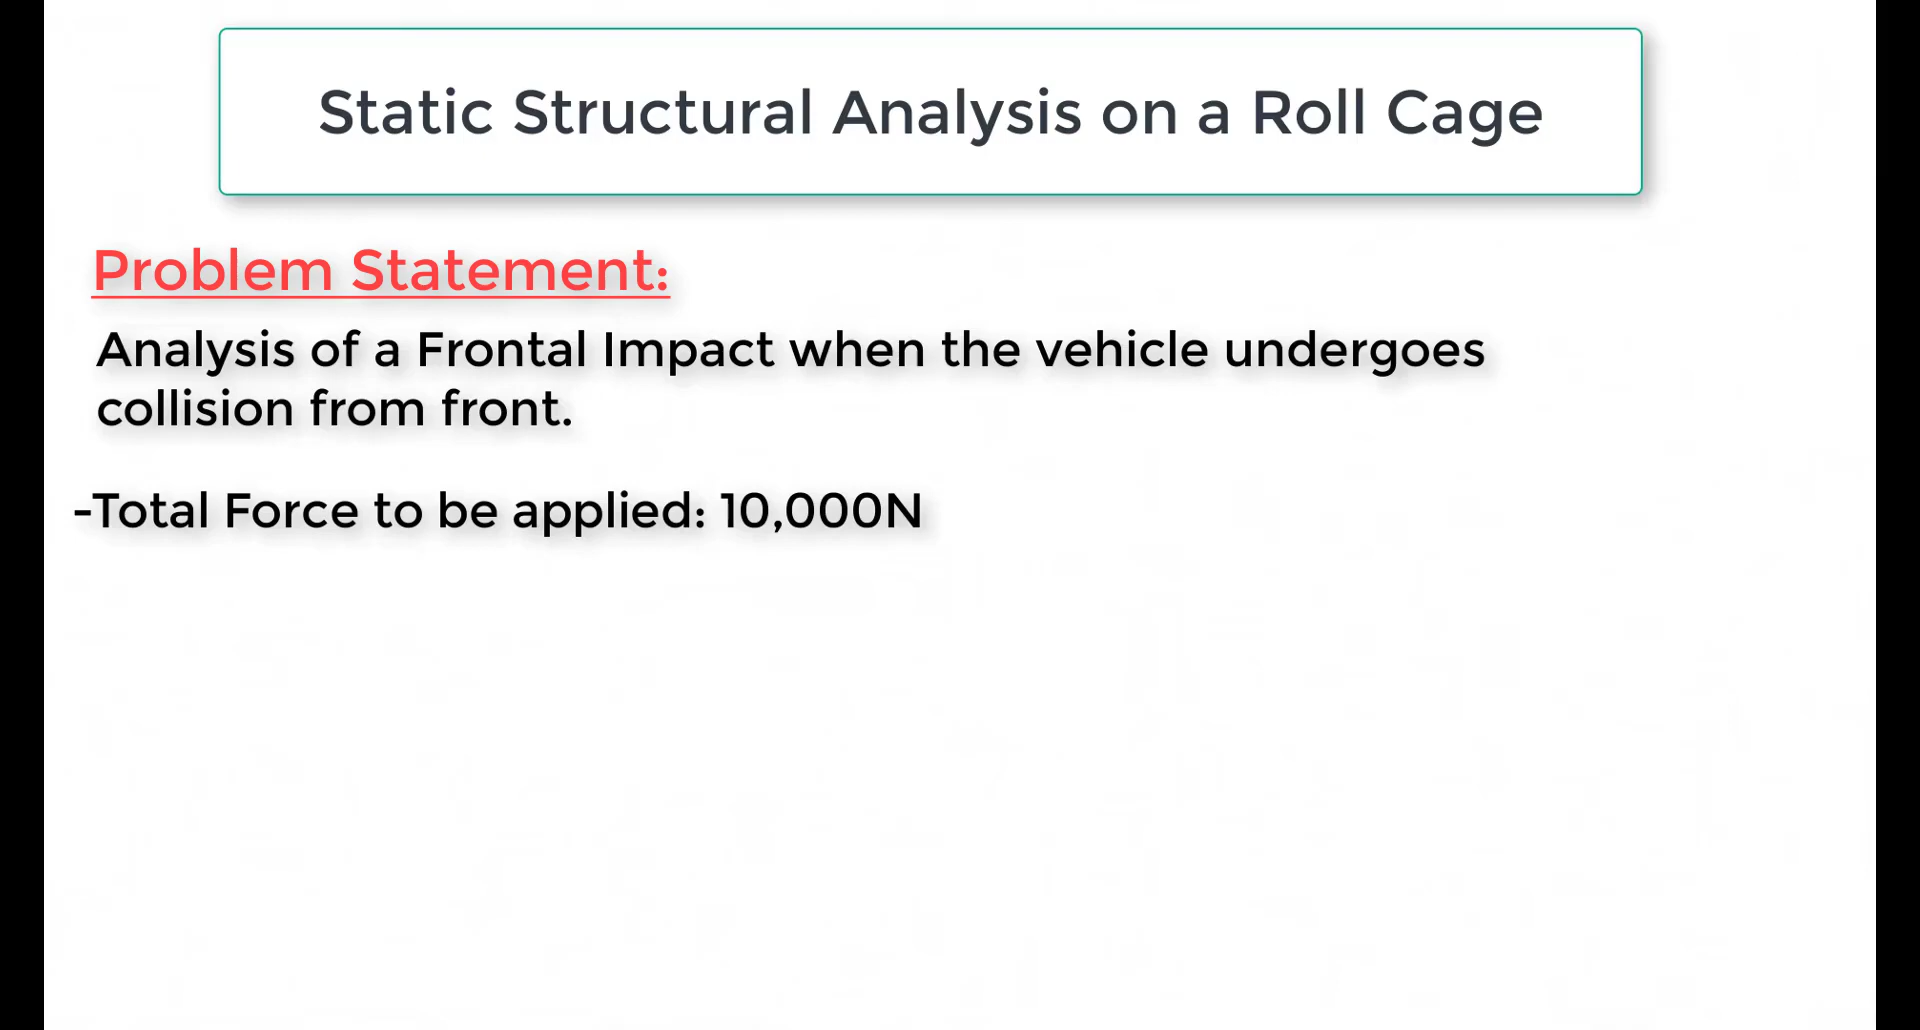 Static Structural Analysis on a Roll Cage
Problem Statement:
Analysis of a Frontal Impact when the vehicle undergoes
collision from front.
-Total Force to be applied: 10,000N